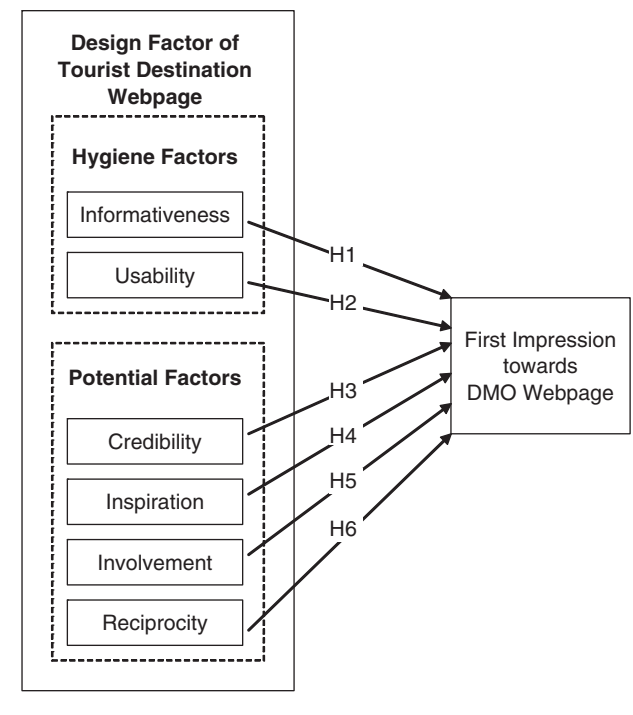 Design Factor of
Tourist Destination
Webpage
Hygiene Factors
Informativeness
Usability
Potential Factors
Credibility
Inspiration
Involvement
Reciprocity
H1
H2
H3
H4
H5
H6
First Impression
towards
DMO Webpage